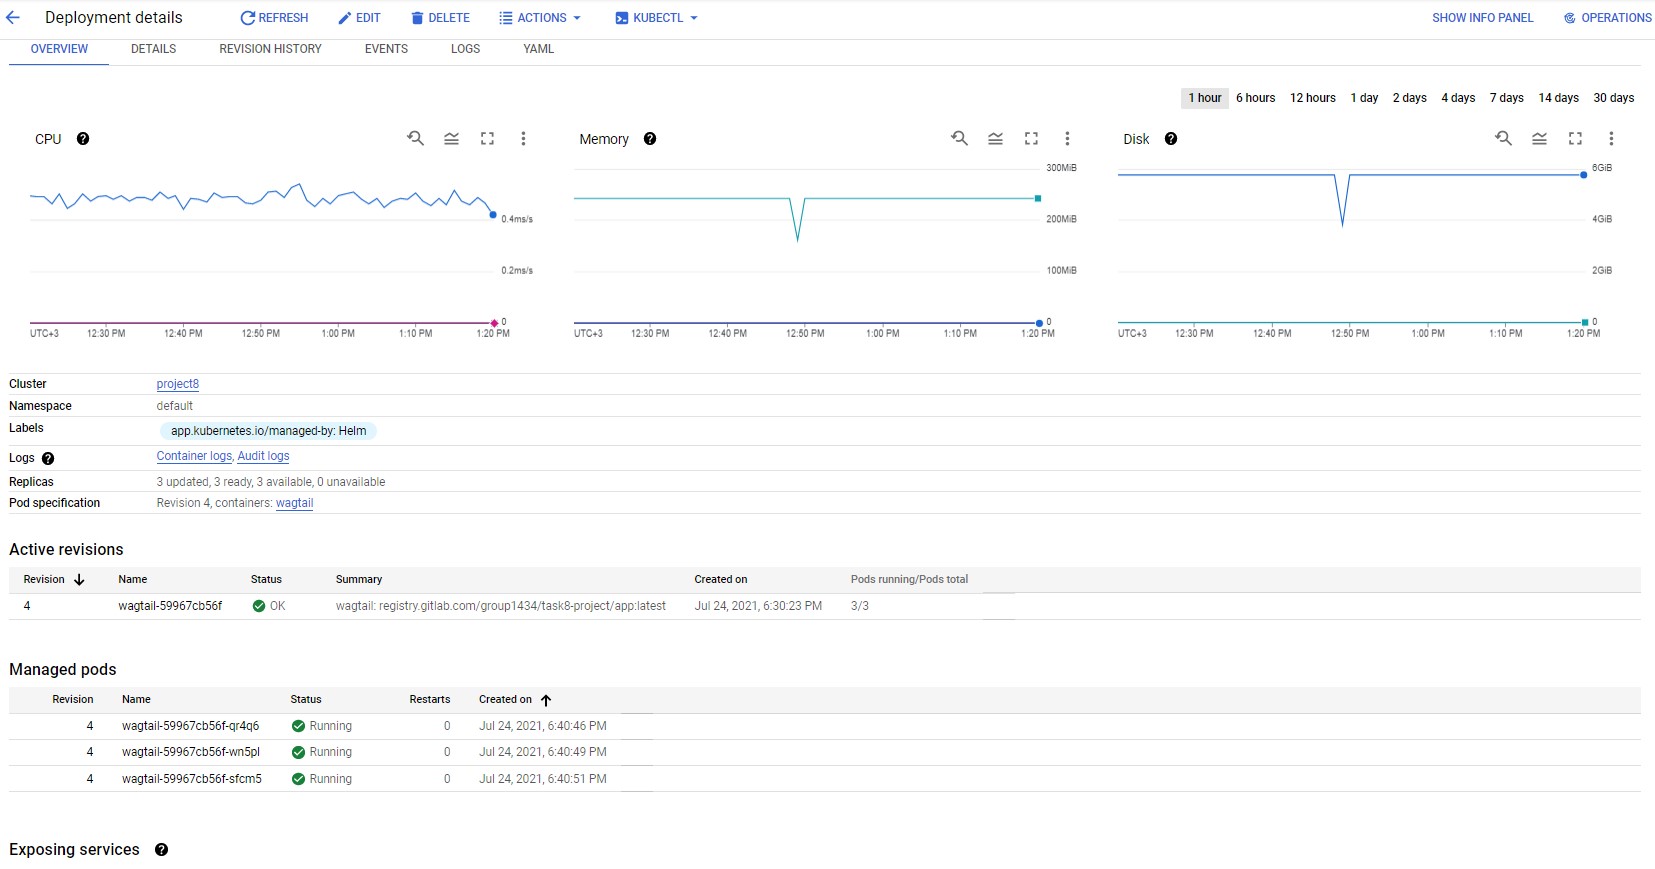 Deployment details REFRESH EDIT DELETE ACTIONS KUBECTL SHOW INFO PANEL OPERATIONS
OVERVIEW DETAILS REVISION HISTORY EVENTS LOGS YAML
1 hour 6 hours 12 hours 1 day 2 days 4 days 7 days 14 days 30 days
CPU
0.4ms/s
0.2ms/s
0
UTC+3 12:30 PM 12:40 PM 12:50 PM 1:00 PM 1:10 PM 1:20 PM
Memory
300MiB
200MiB
100MiB
0
UTC+3 12:30 PM 12:40 PM 12:50 PM 1:00 PM 1:10 PM 1:20 PM
Disk
6GiB
4GiB
2GiB
0
UTC+3 12:30 PM 12:40 PM 12:50 PM 1:00 PM 1:10 PM 1:20 PM
Cluster project8
Namespace default
Labels app.kubernetes.io/managed-by: Helm
Logs Container logs, Audit logs
Replicas 3 updated, 3 ready, 3 available, 0 unavailable
Pod specification Revision 4, containers: wagtail
Active revisions
Revision Name Status Summary Created on Pods running/Pods total
4 wagtail-59967cb56f OK wagtail: registry.gitlab.com/group1434/task8-project/app:latest Jul 24, 2021, 6:30:23 PM 3/3
Managed pods
Revision Name Status Restarts Created on
4 wagtail-59967cb56f-qr4q6 Running 0 Jul 24, 2021, 6:40:46 PM
4 wagtail-59967cb56f-wn5pl Running 0 Jul 24, 2021, 6:40:49 PM
4 wagtail-59967cb56f-sfcm5 Running 0 Jul 24, 2021, 6:40:51 PM
Exposing services